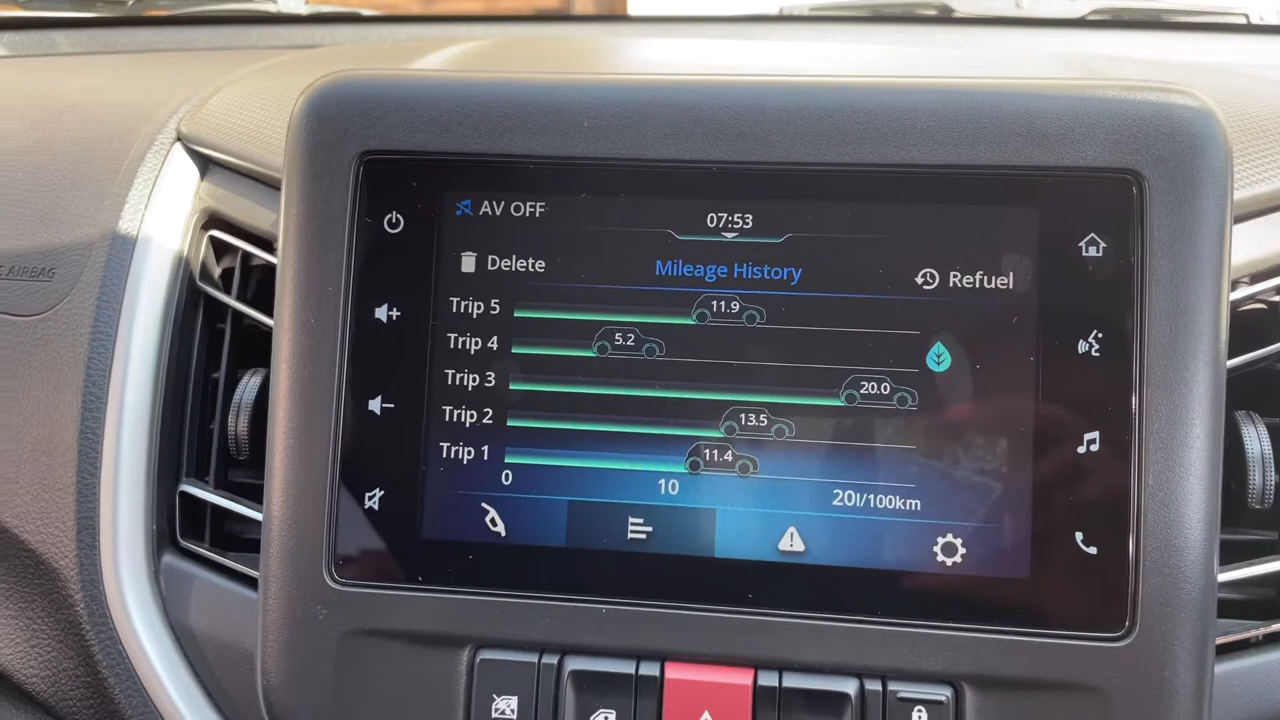 AIRBAG
AV OFF
07:53
Delete
Mileage History
Refuel
Trip 5 11.9
Trip 4 5.2
Trip 3 20.0
Trip 2 13.5
Trip 1 11.4
0 10 20l/100km